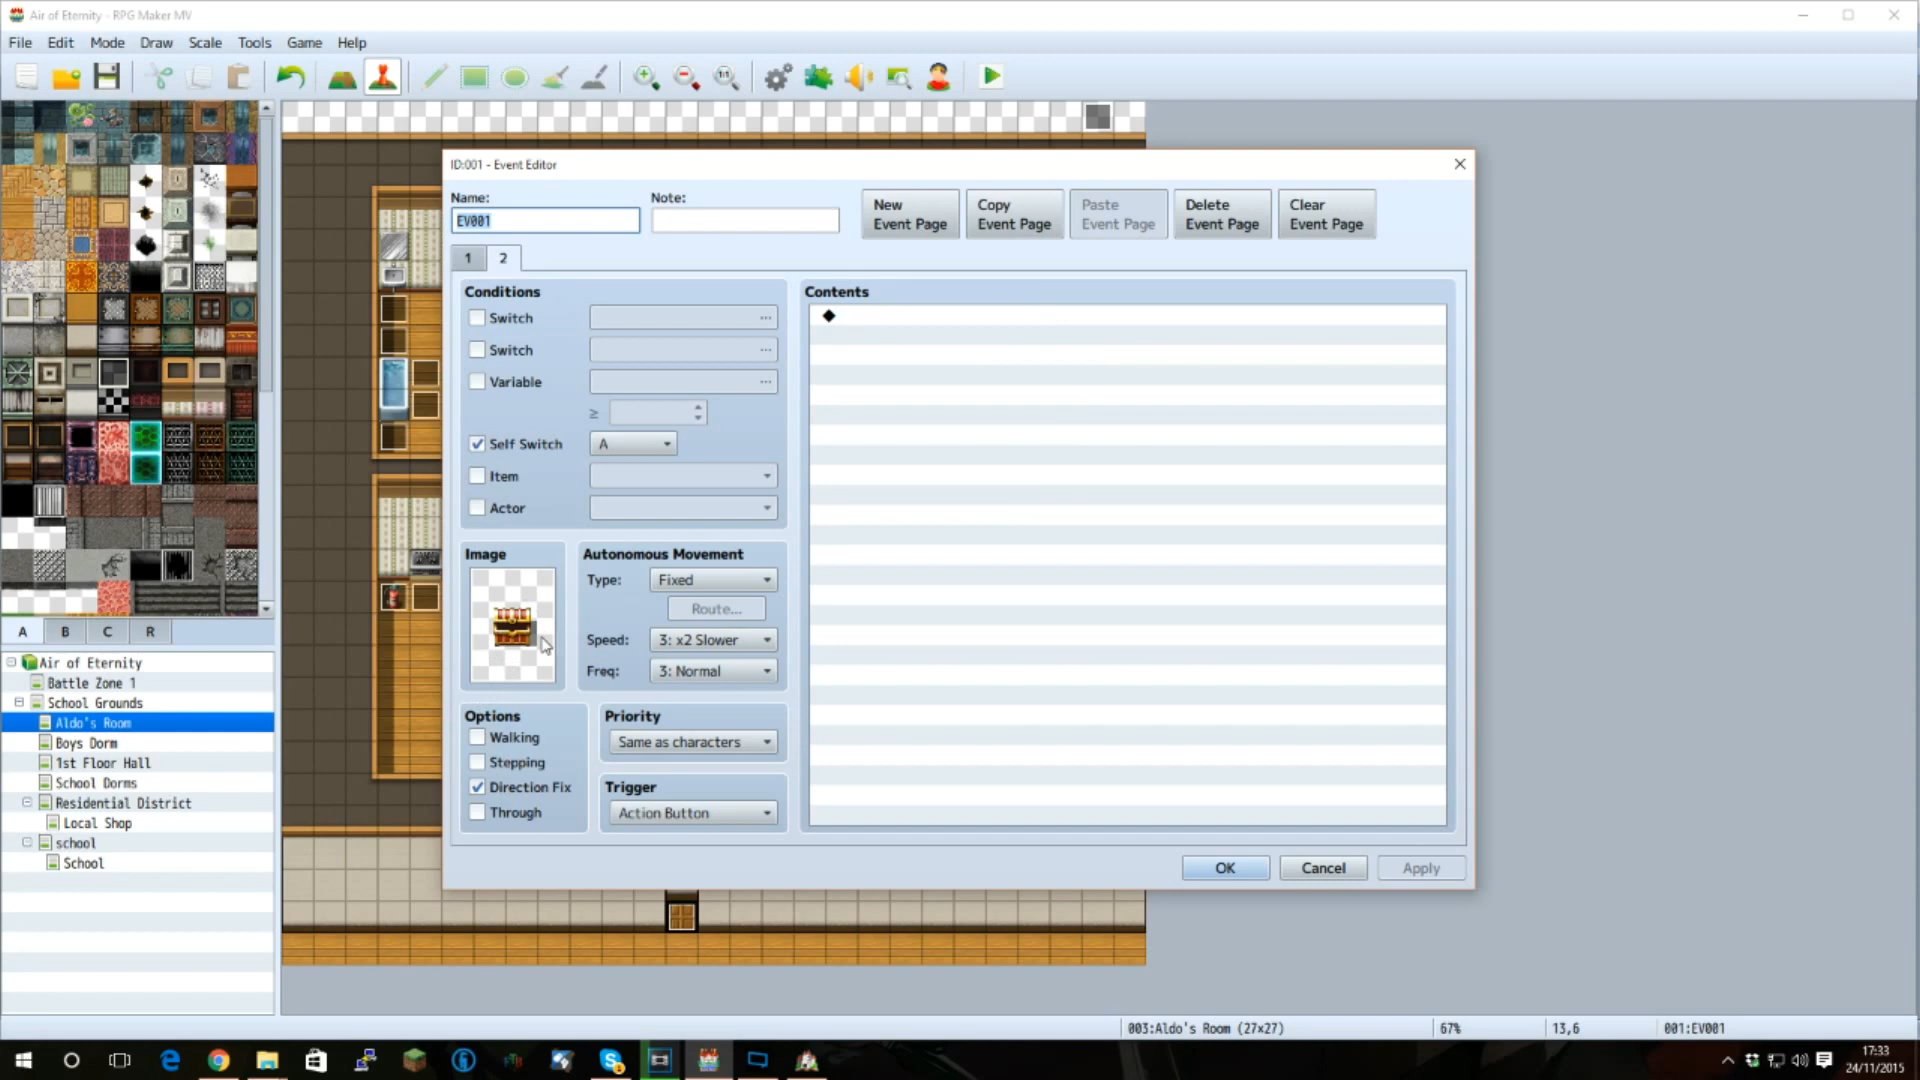 Air of Eternity - RPG Maker MV
File Edit Mode Draw Scale Tools Game Help
1:1
ID:001 - Event Editor
Name: Note:
EV001
New Event Page
Copy Event Page
Paste Event Page
Delete Event Page
Clear Event Page
1 2
Conditions
Switch ...
Switch ...
Variable ...
≥
Self Switch A
Item
Actor
Image
Autonomous Movement
Type: Fixed
Route...
Speed: 3: x2 Slower
Freq: 3: Normal
Options
Walking
Stepping
Direction Fix
Through
Priority
Same as characters
Trigger
Action Button
Contents
◆
OK Cancel Apply
A B C R
Air of Eternity
Battle Zone 1
School Grounds
Aldo's Room
Boys Dorm
1st Floor Hall
School Dorms
Residential District
Local Shop
school
School
003:Aldo's Room (27×27) 67% 13,6 001:EV001
17:33
24/11/2015